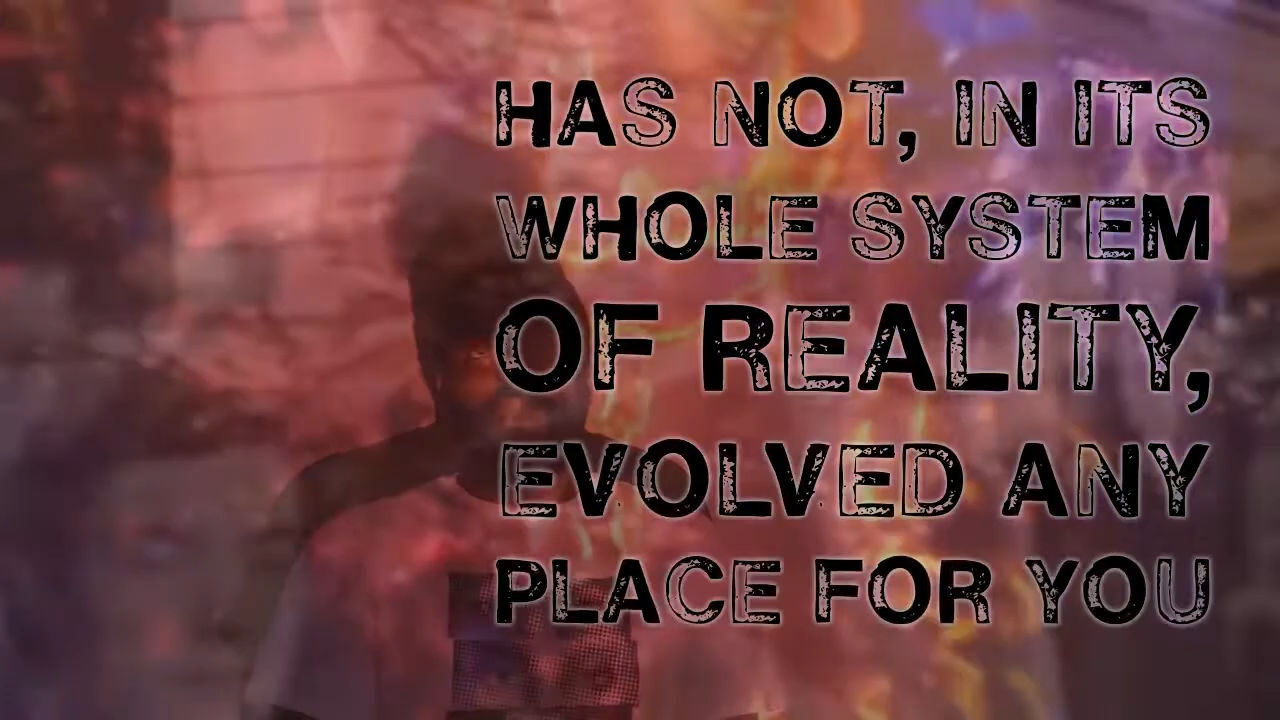 HAS NOT, IN ITS
WHOLE SYSTEM
OF REALITY,
EVOLVED ANY
PLACE FOR YOU